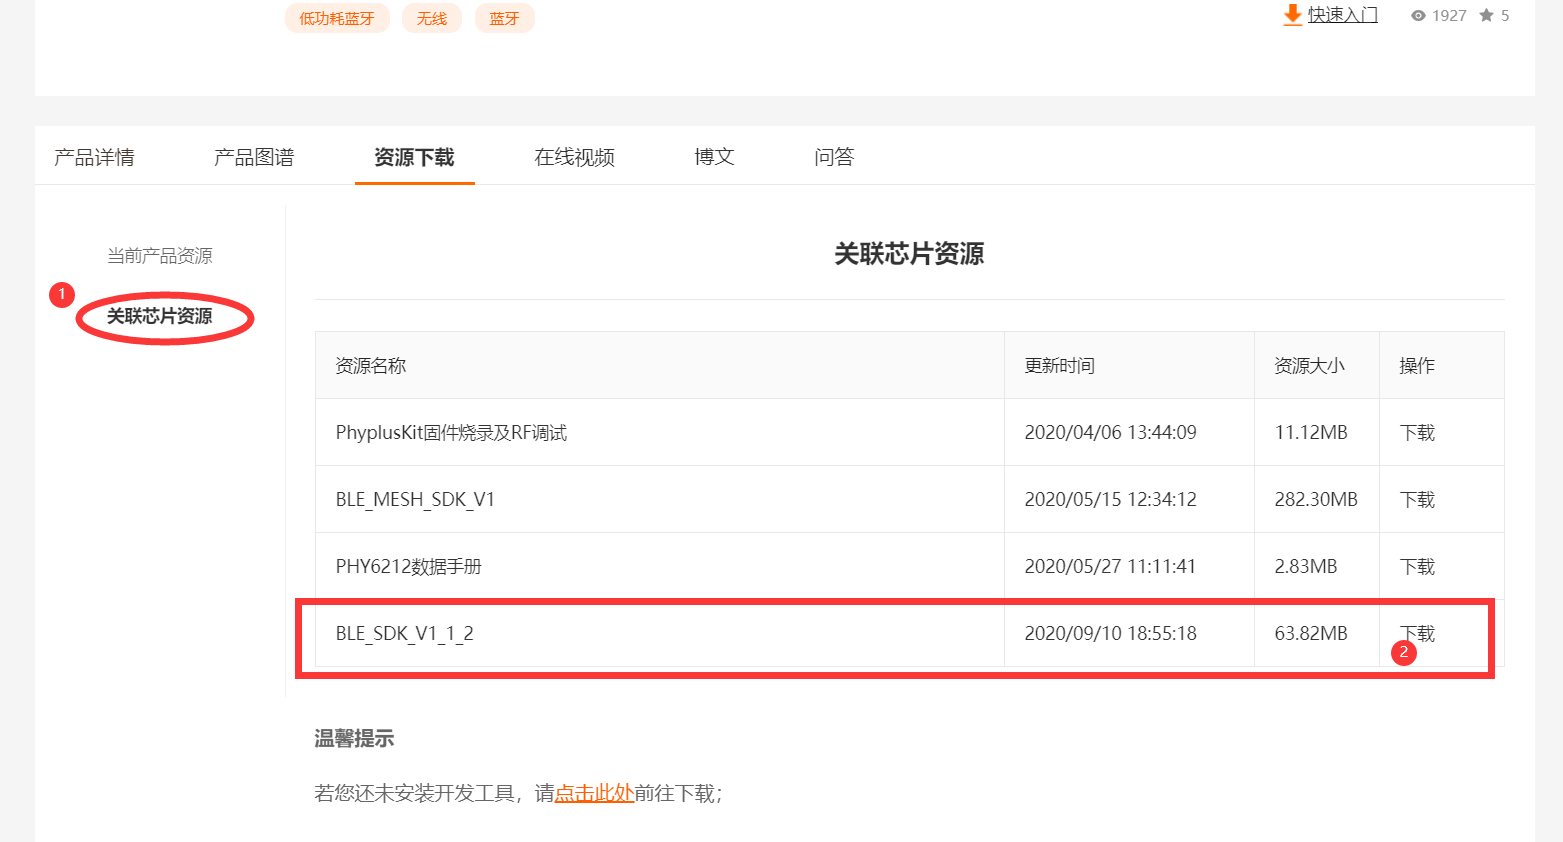 低功耗蓝牙 无线 蓝牙 快速入门 1927 5
产品详情 产品图谱 资源下载 在线视频 博文 问答
当前产品资源
1
关联芯片资源
关联芯片资源
资源名称 更新时间 资源大小 操作
PhyplusKit固件烧录及RF调试 2020/04/06 13:44:09 11.12MB 下载
BLE_MESH_SDK_V1 2020/05/15 12:34:12 282.30MB 下载
PHY6212数据手册 2020/05/27 11:11:41 2.83MB 下载
BLE_SDK_V1_1_2 2020/09/10 18:55:18 63.82MB 下载
2
温馨提示
若您还未安装开发工具，请点击此处前往下载；